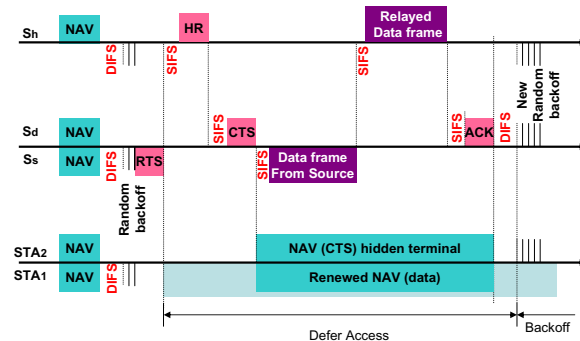 Sh
NAV
DIFS
SIFS
HR
SIFS
Relayed
Data frame
New
Random
backoff
Sd
NAV
SIFS
CTS
SIFS
ACK
DIFS
Ss
NAV
DIFS
Random
backoff
RTS
SIFS
Data frame
From Source
STA2
NAV
NAV (CTS) hidden terminal
STA1
NAV
DIFS
Renewed NAV (data)
Defer Access
Backoff